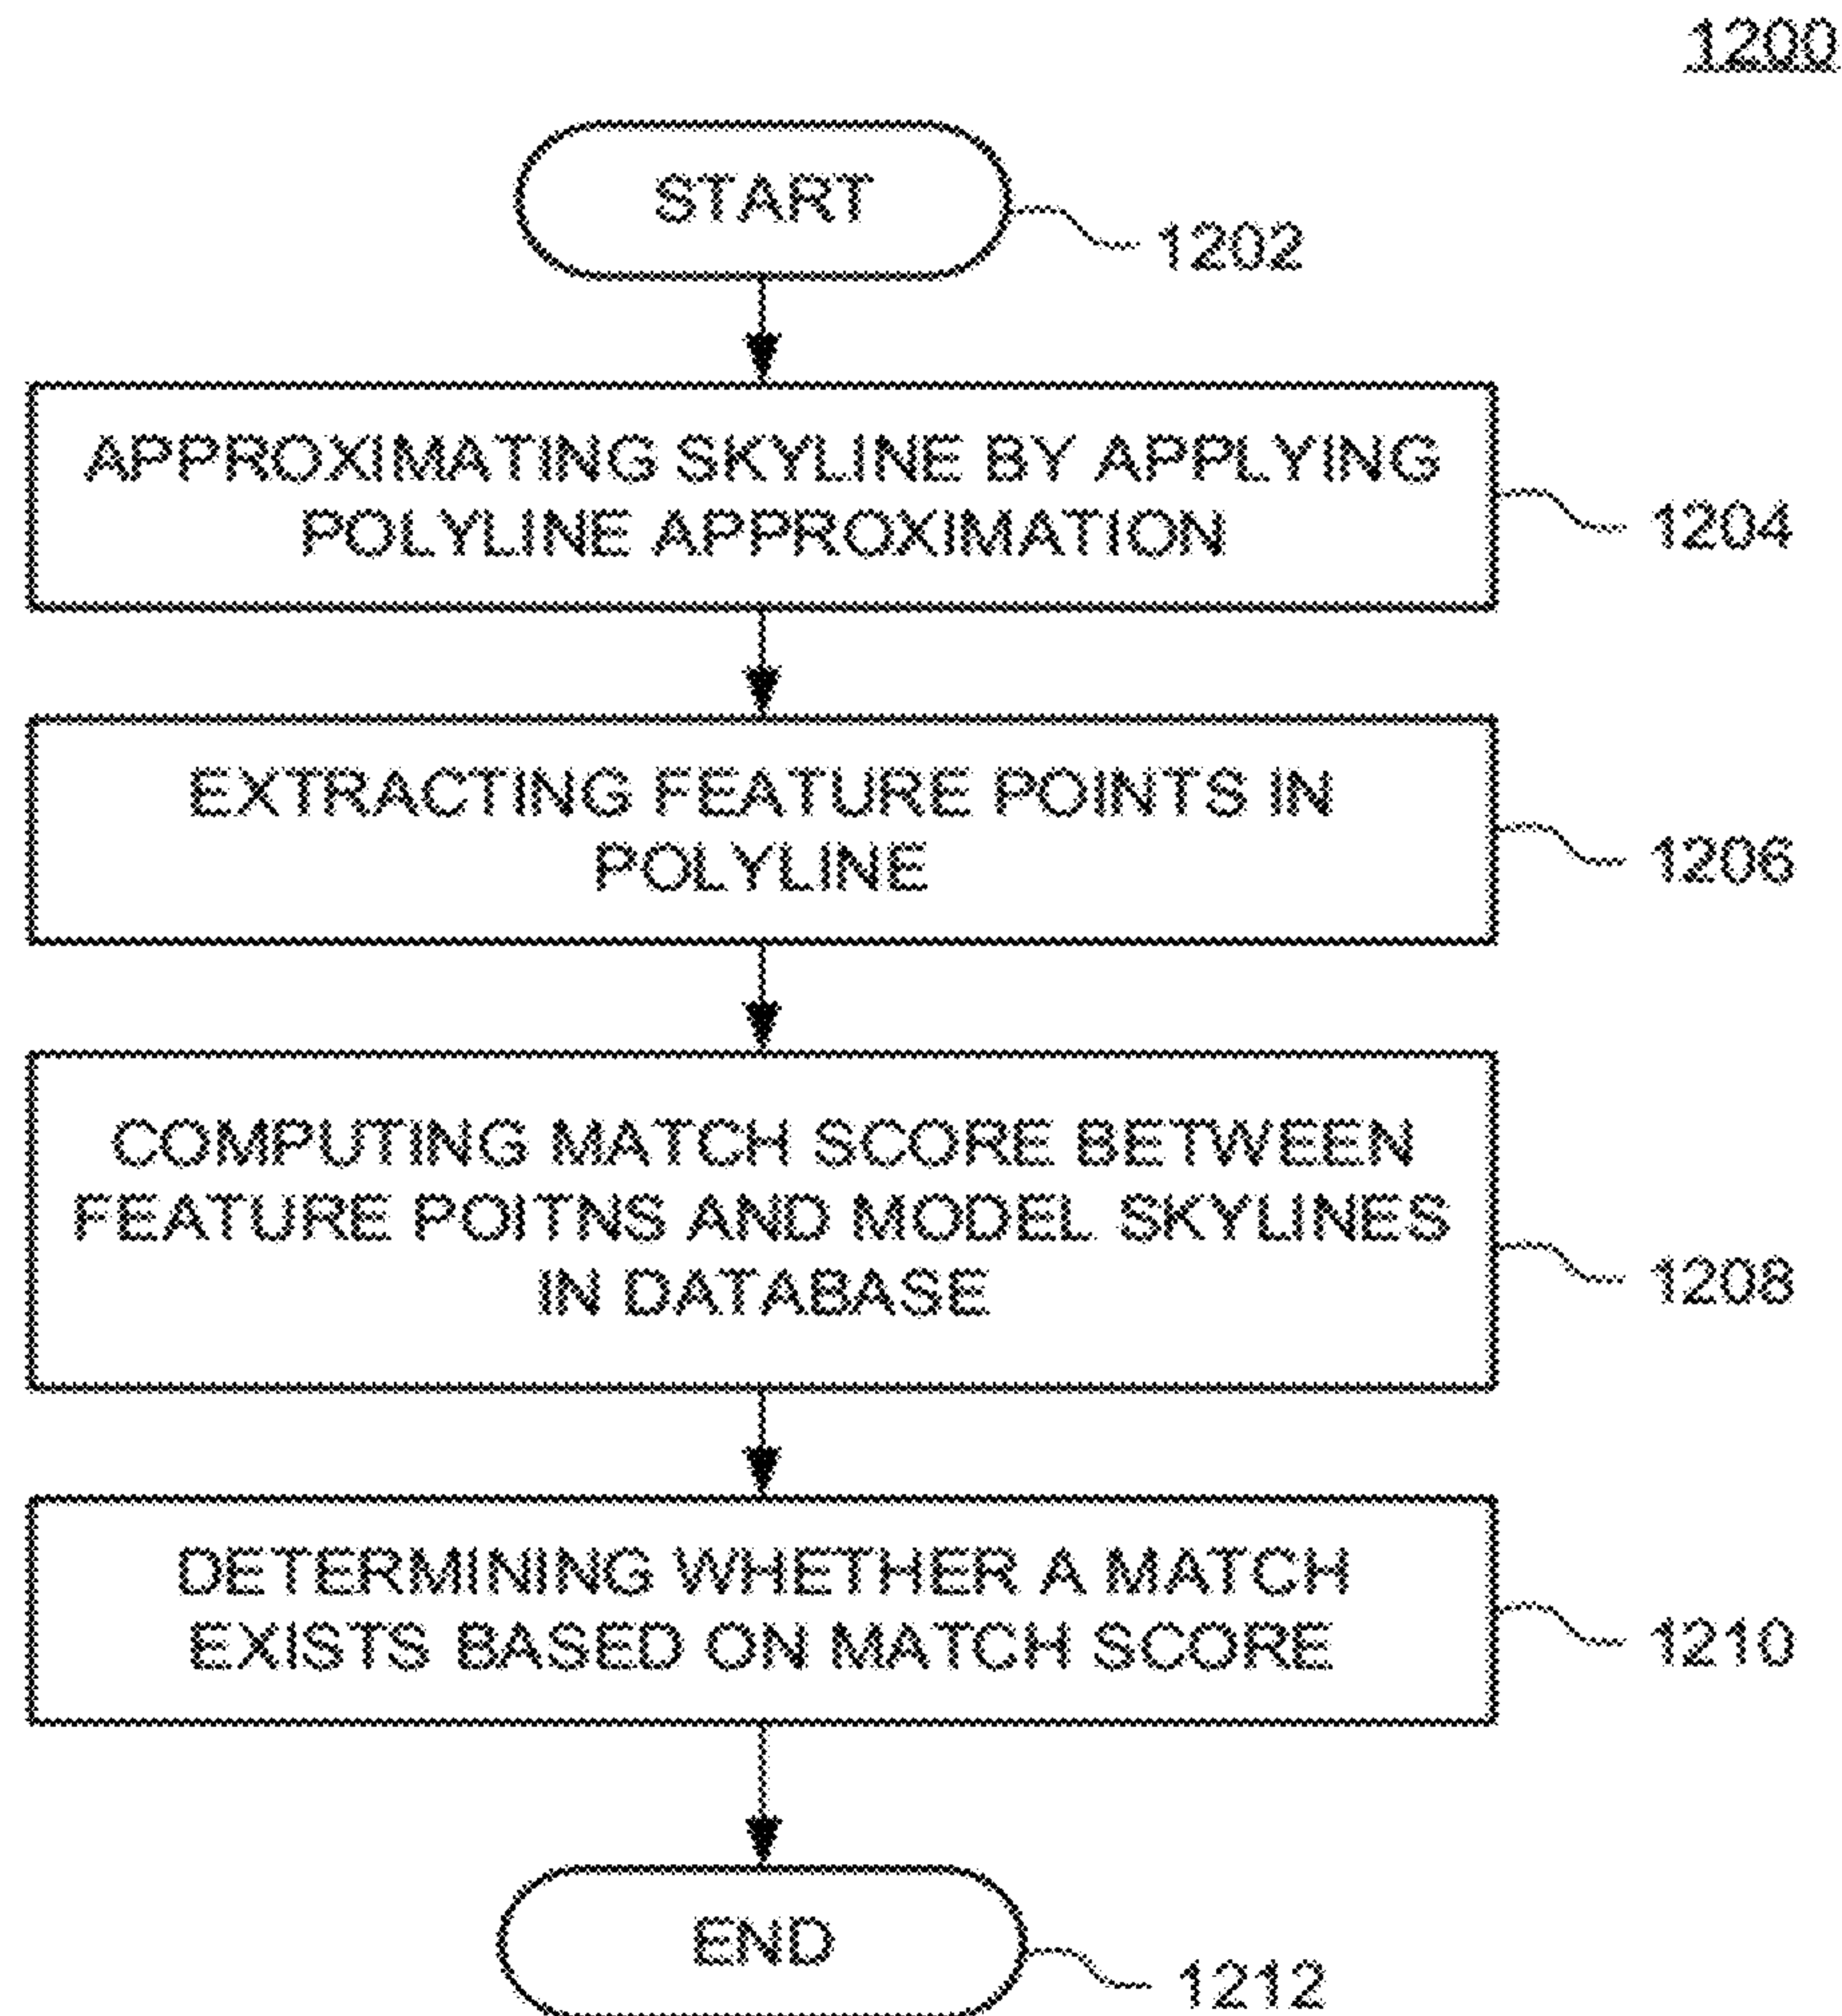 1200
START
1202
APPROXIMATING SKYLINE BY APPLYING
POLYLINE APPROXIMATION
1204
EXTRACTING FEATURE POINTS IN
POLYLINE
1206
COMPUTING MATCH SCORE BETWEEN
FEATURE POITNS AND MODEL SKYLINES
IN DATABASE
1208
DETERMINING WHETHER A MATCH
EXISTS BASED ON MATCH SCORE
1210
END
1212